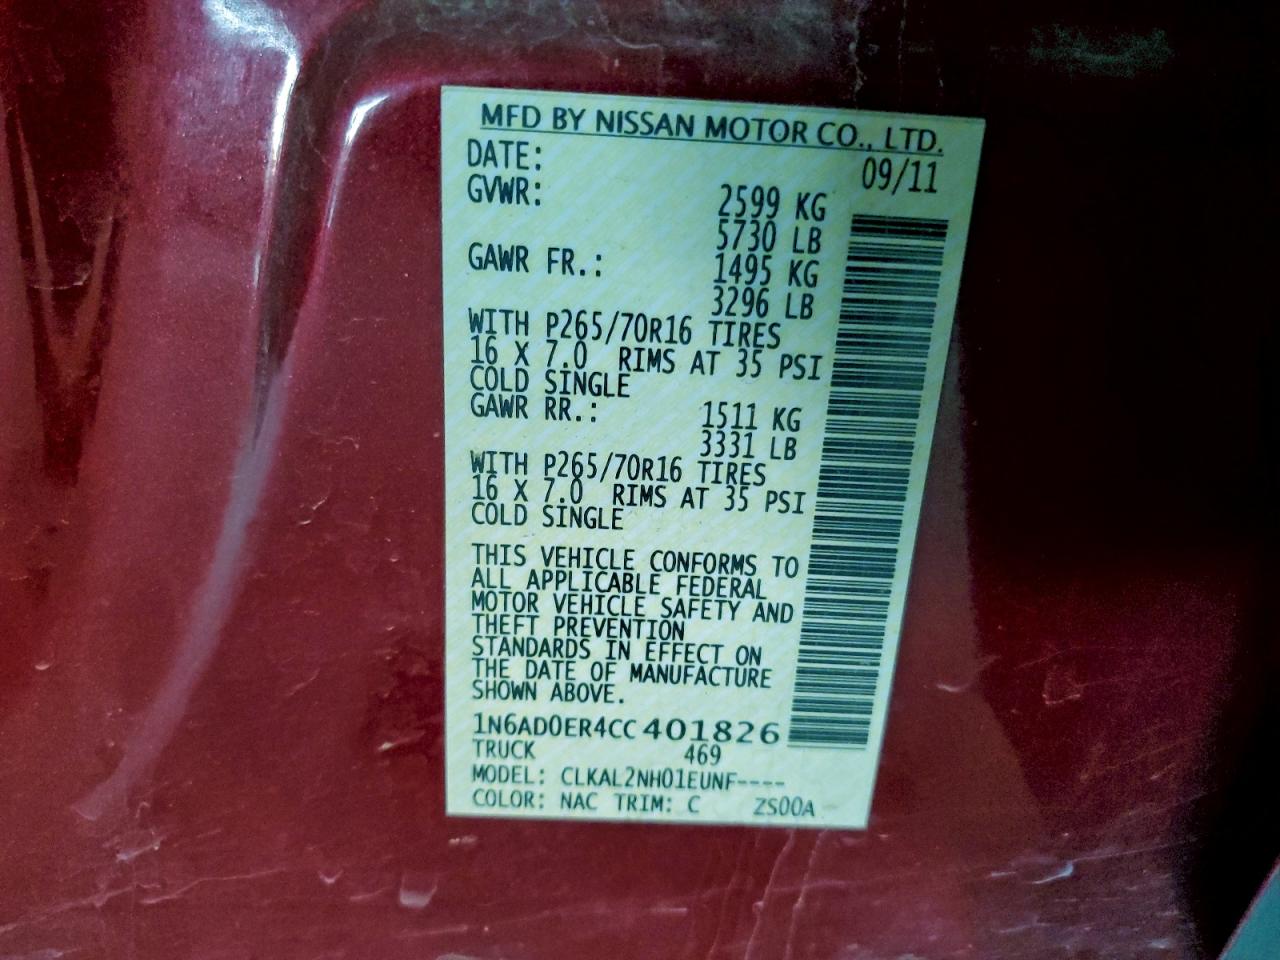 MFD BY NISSAN MOTOR CO., LTD.
DATE: 09/11
GVWR: 2599 KG
5730 LB
GAWR FR.: 1495 KG
3296 LB
WITH P265/70R16 TIRES
16 X 7.0 RIMS AT 35 PSI
COLD SINGLE
GAWR RR.: 1511 KG
3331 LB
WITH P265/70R16 TIRES
16 X 7.0 RIMS AT 35 PSI
COLD SINGLE
THIS VEHICLE CONFORMS TO
ALL APPLICABLE FEDERAL
MOTOR VEHICLE SAFETY AND
THEFT PREVENTION
STANDARDS IN EFFECT ON
THE DATE OF MANUFACTURE
SHOWN ABOVE.
1N6AD0ER4CC401826
TRUCK 469
MODEL: CLKAL2NH01EUNF----
COLOR: NAC TRIM: C ZS00A